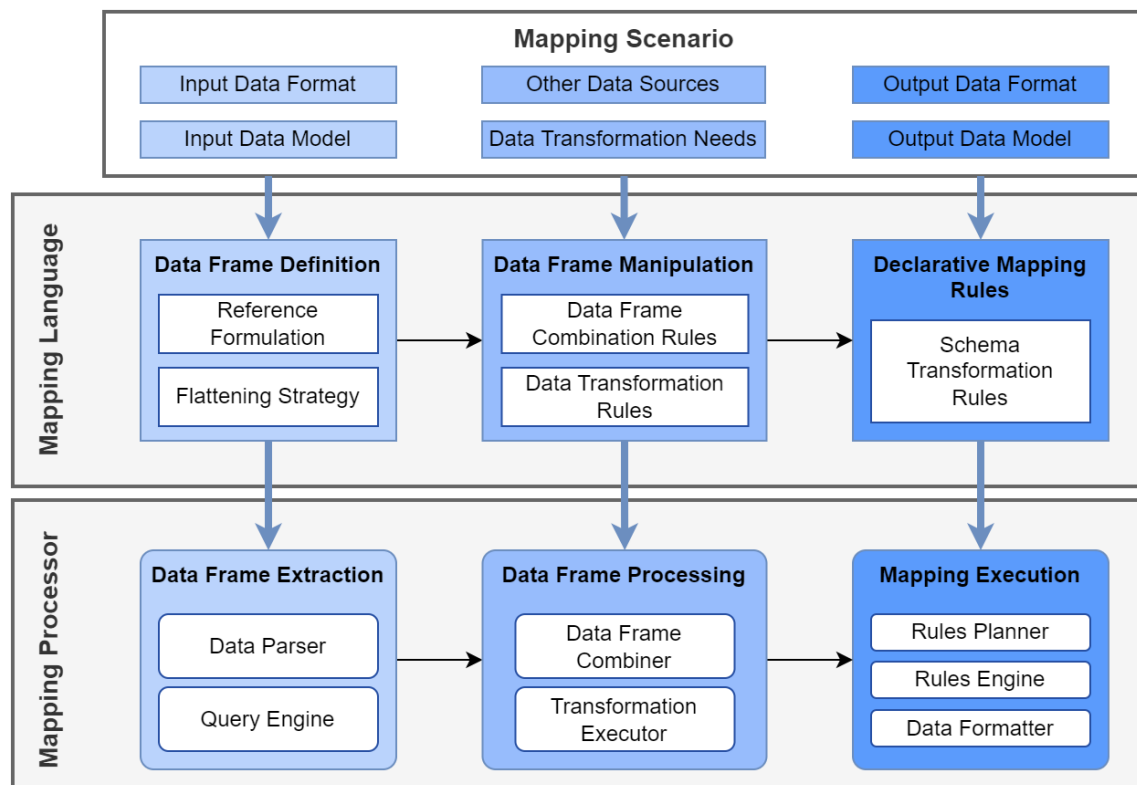 Mapping Scenario
Input Data Format
Other Data Sources
Output Data Format
Input Data Model
Data Transformation Needs
Output Data Model
Mapping Language
Data Frame Definition
Reference
Formulation
Flattening Strategy
Data Frame Manipulation
Data Frame
Combination Rules
Data Transformation
Rules
Declarative Mapping
Rules
Schema
Transformation
Rules
Mapping Processor
Data Frame Extraction
Data Parser
Query Engine
Data Frame Processing
Data Frame
Combiner
Transformation
Executor
Mapping Execution
Rules Planner
Rules Engine
Data Formatter